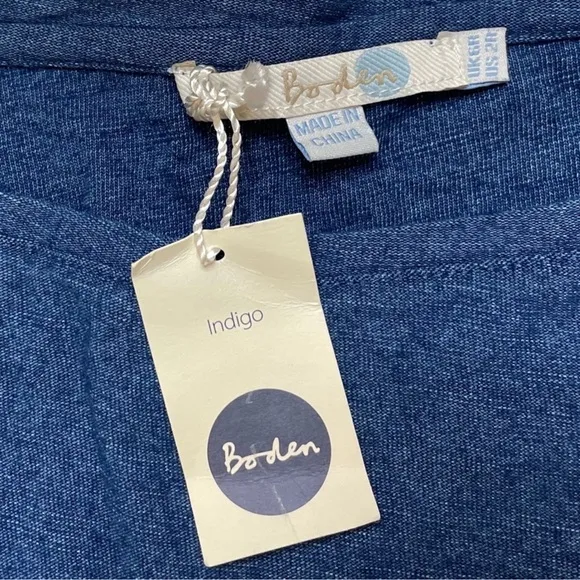 Boden
UK6R
US 2R
MADE IN
CHINA
Indigo
Boden